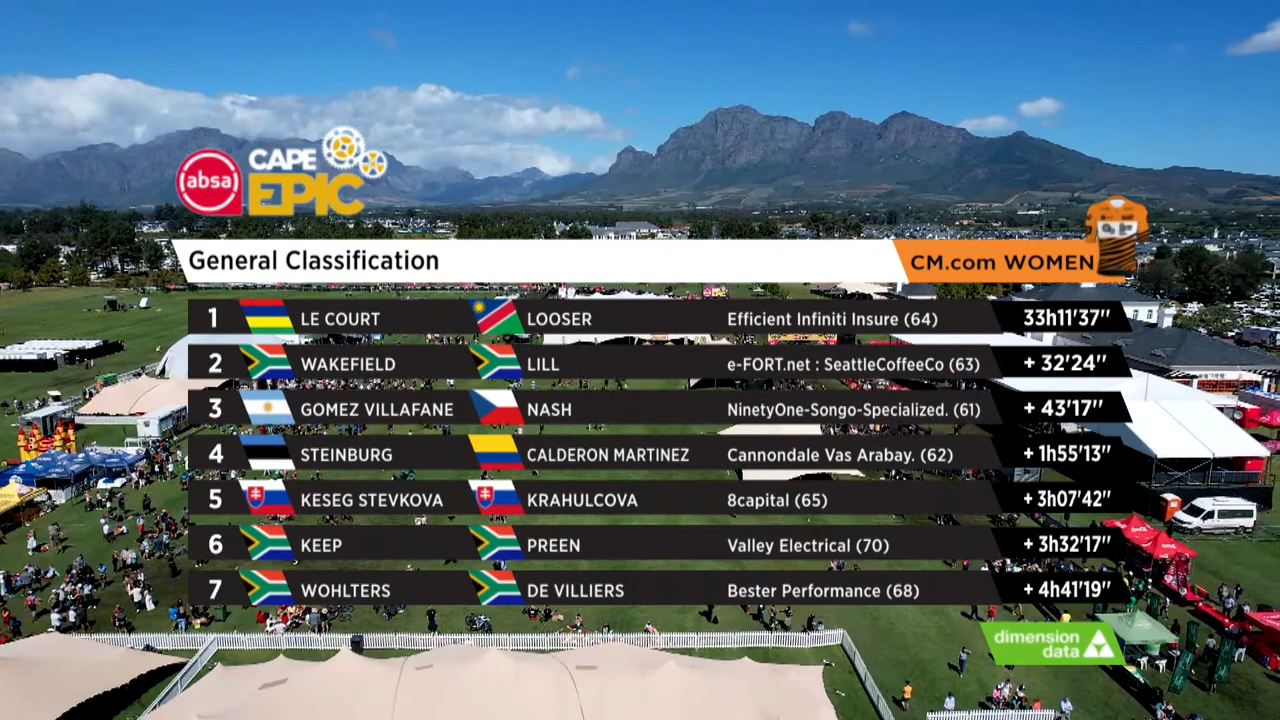 absa
CAPE
EPIC
General Classification
CM.com WOMEN
1 LE COURT LOOSER Efficient Infiniti Insure (64) 33h11'37''
2 WAKEFIELD LILL e-FORT.net : SeattleCoffeeCo (63) + 32'24''
3 GOMEZ VILLAFANE NASH NinetyOne-Songo-Specialized. (61) + 43'17''
4 STEINBURG CALDERON MARTINEZ Cannondale Vas Arabay. (62) + 1h55'13''
5 KESEG STEVKOVA KRAHULCOVA 8capital (65) + 3h07'42''
6 KEEP PREEN Valley Electrical (70) + 3h32'17''
7 WOHLTERS DE VILLIERS Bester Performance (68) + 4h41'19''
dimension
data